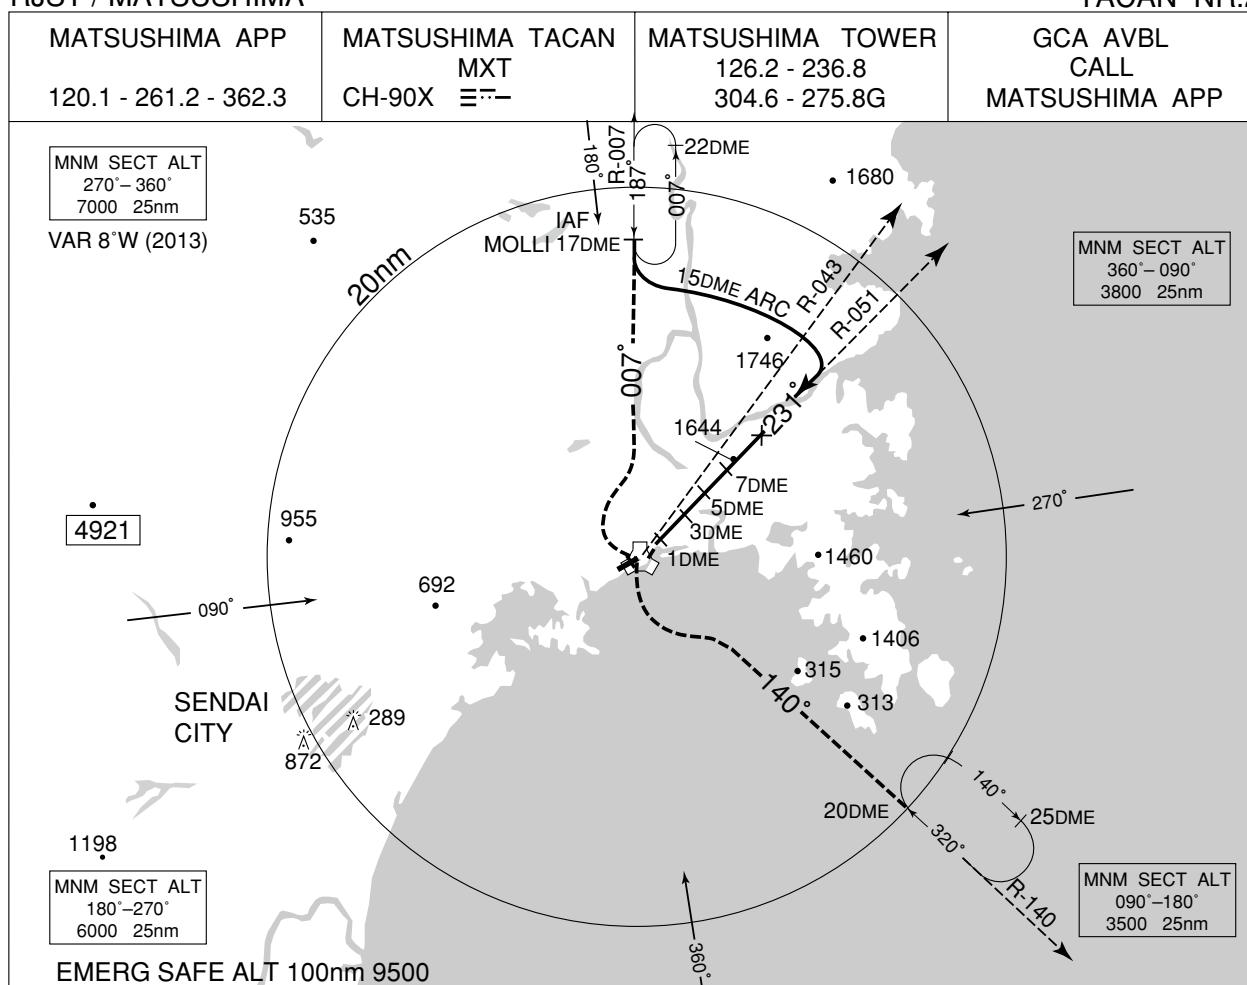 RJST / MATSUSHIMA
TACAN NR.2
MATSUSHIMA APP
120.1 - 261.2 - 362.3
MATSUSHIMA TACAN
MXT
CH-90X
MATSUSHIMA TOWER
126.2 - 236.8
304.6 - 275.8G
GCA AVBL
CALL
MATSUSHIMA APP
MNM SECT ALT
270°–360°
7000 25nm
VAR 8°W (2013)
535
20nm
180°
R-007
187°
007°
22DME
IAF
MOLLI 17DME
1680
MNM SECT ALT
360°–090°
3800 25nm
15DME ARC
R-043
R-051
1746
007°
231°
1644
7DME
5DME
3DME
1DME
270°
4921
955
1460
692
090°
1406
315
313
140°
SENDAI
CITY
289
872
140°
20DME
25DME
320°
R-140
1198
MNM SECT ALT
180°–270°
6000 25nm
MNM SECT ALT
090°–180°
3500 25nm
360°
EMERG SAFE ALT 100nm 9500